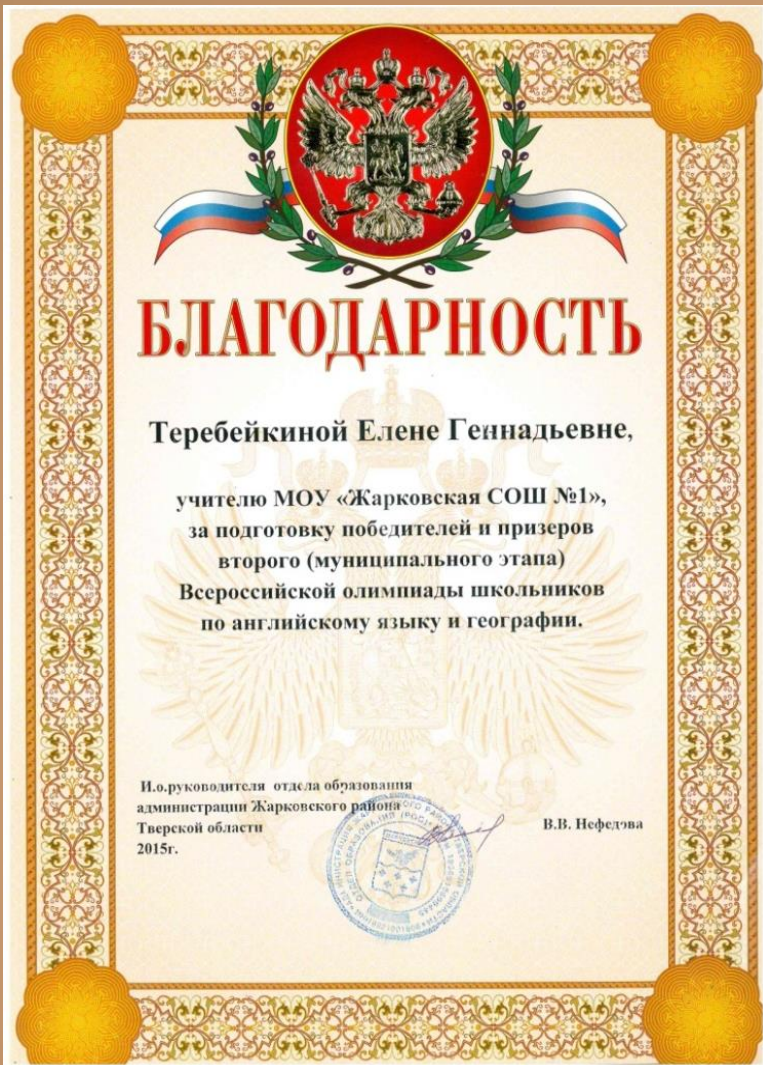 БЛАГОДАРНОСТЬ
Теребейкиной Елене Геннадьевне,
учителю МОУ «Жарковская СОШ №1»,
за подготовку победителей и призеров
второго (муниципального этапа)
Всероссийской олимпиады школьников
по английскому языку и географии.
И.о.руководителя отдела образования
администрации Жарковского района
Тверской области
В.В. Нефедова
2015г.